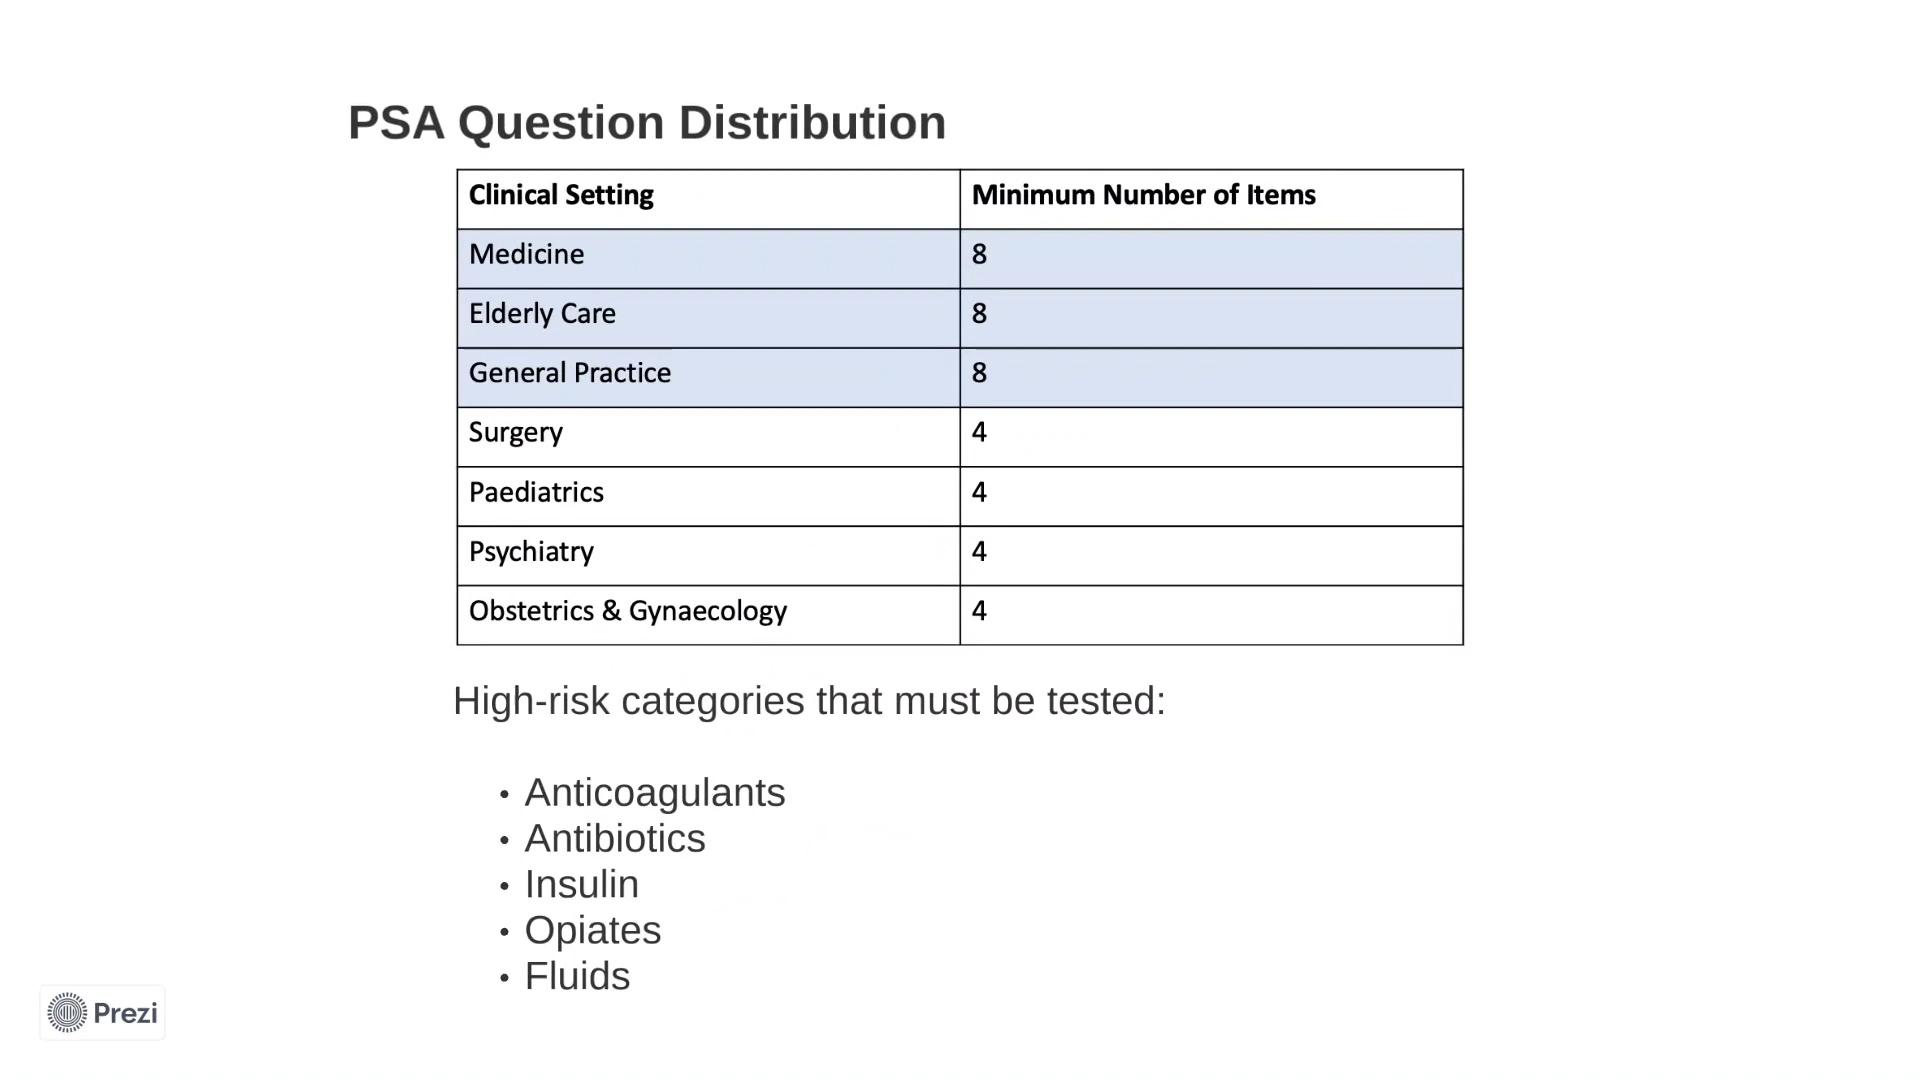 PSA Question Distribution
Clinical Setting Minimum Number of Items
Medicine 8
Elderly Care 8
General Practice 8
Surgery 4
Paediatrics 4
Psychiatry 4
Obstetrics & Gynaecology 4
High-risk categories that must be tested:
• Anticoagulants
• Antibiotics
• Insulin
• Opiates
• Fluids
Prezi